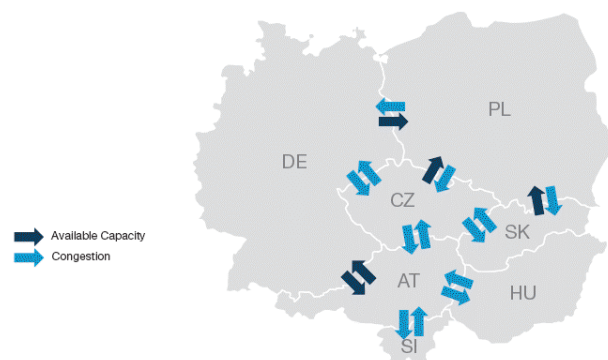 PL
DE
CZ
SK
Available Capacity
Congestion
AT
HU
SI